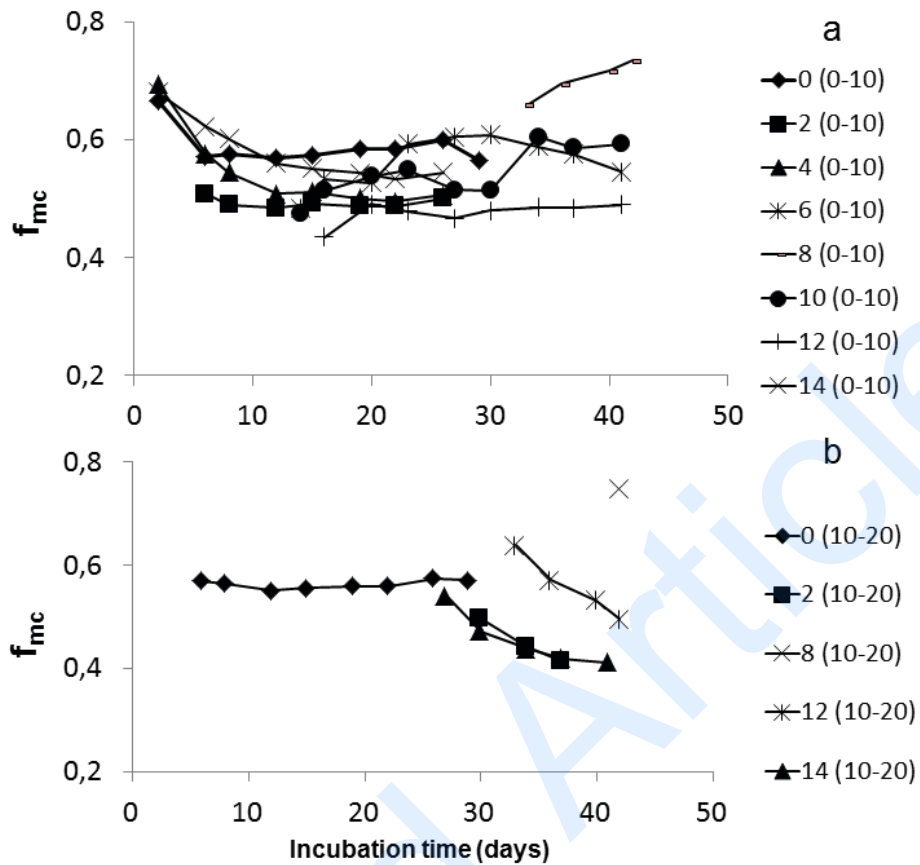 a
0,8
0,6
0,4
0,2
f_mc
0 10 20 30 40 50
0 (0-10)
2 (0-10)
4 (0-10)
6 (0-10)
8 (0-10)
10 (0-10)
12 (0-10)
14 (0-10)
b
0,8
0,6
0,4
0,2
f_mc
0 10 20 30 40 50
Incubation time (days)
0 (10-20)
2 (10-20)
8 (10-20)
12 (10-20)
14 (10-20)
Article